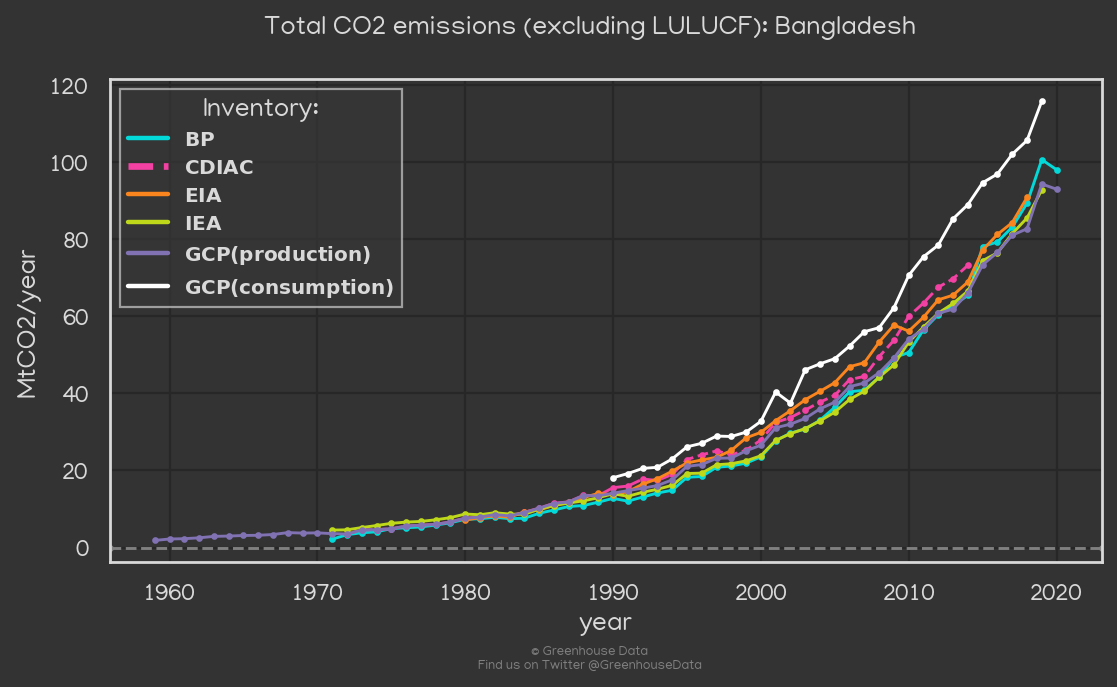 Total CO2 emissions (excluding LULUCF): Bangladesh
MtCO2/year
120
100
80
60
40
20
0
Inventory:
BP
CDIAC
EIA
IEA
GCP(production)
GCP(consumption)
1960 1970 1980 1990 2000 2010 2020
year
© Greenhouse Data
Find us on Twitter @GreenhouseData